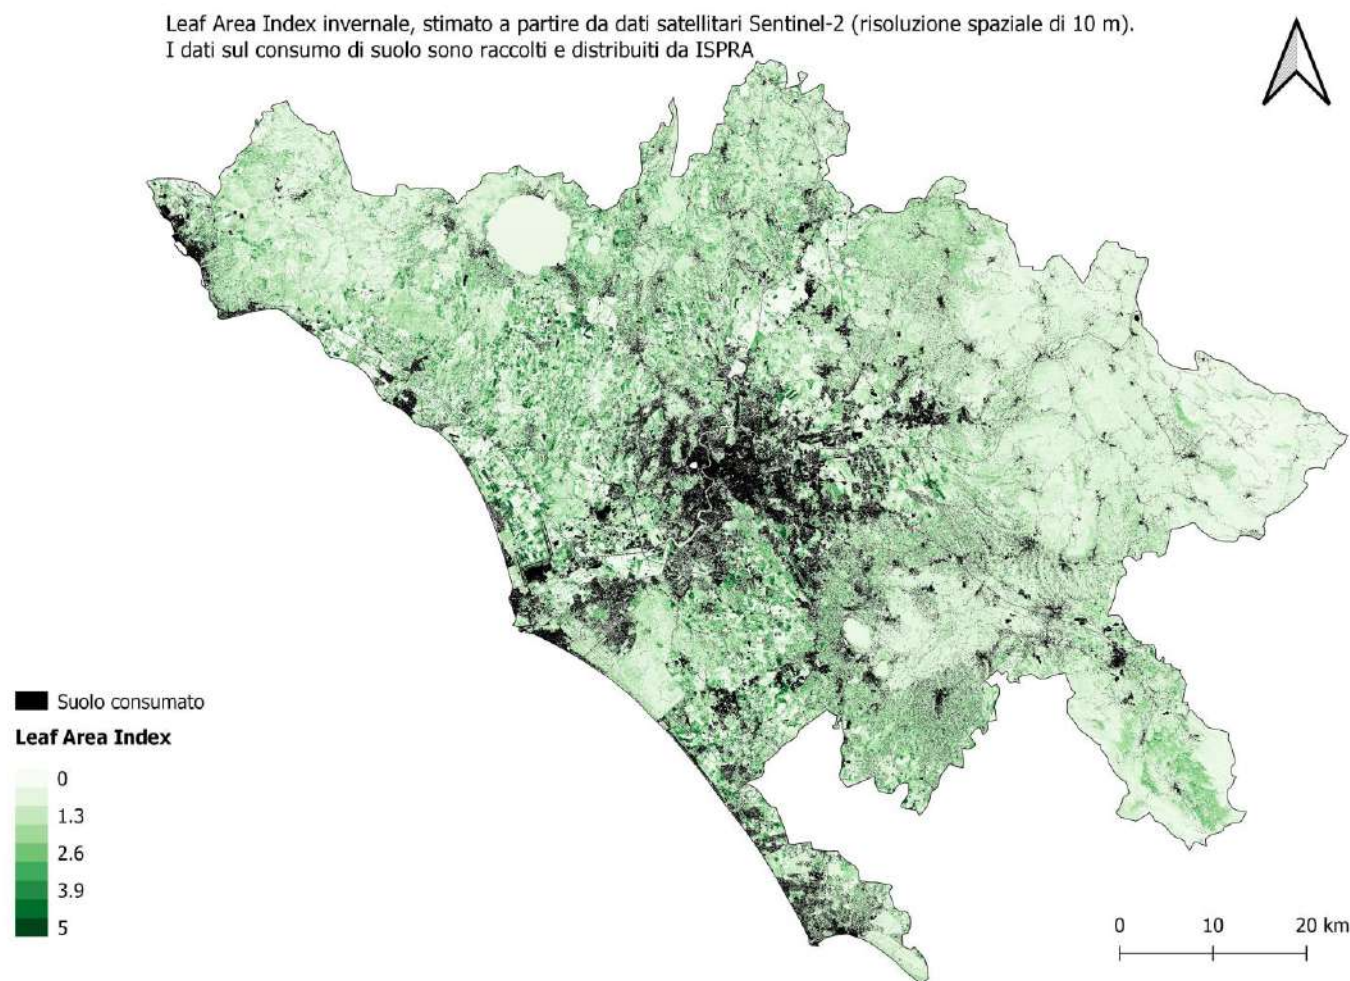 Leaf Area Index invernale, stimato a partire da dati satellitari Sentinel-2 (risoluzione spaziale di 10 m).
I dati sul consumo di suolo sono raccolti e distribuiti da ISPRA
Suolo consumato
Leaf Area Index
0
1.3
2.6
3.9
5
0 10 20 km